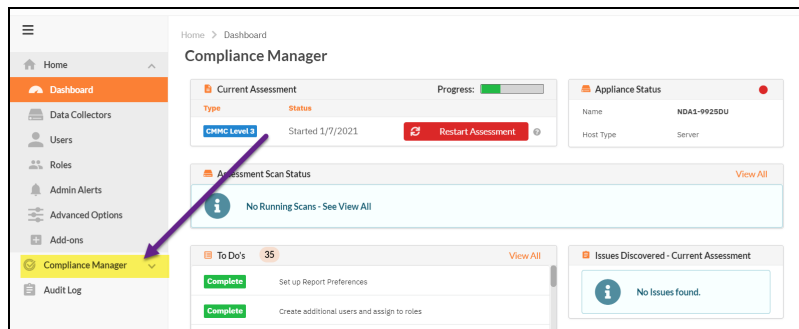 Home > Dashboard
Compliance Manager
Home
Dashboard
Data Collectors
Users
Roles
Admin Alerts
Advanced Options
Add-ons
Compliance Manager
Audit Log
Current Assessment Progress:
Type Status
CMMC Level 3 Started 1/7/2021 Restart Assessment ?
Appliance Status
Name NDA1-9925DU
Host Type Server
Assessment Scan Status View All
No Running Scans - See View All
To Do's 35 View All
Complete Set up Report Preferences
Complete Create additional users and assign to roles
Issues Discovered - Current Assessment
No Issues found.